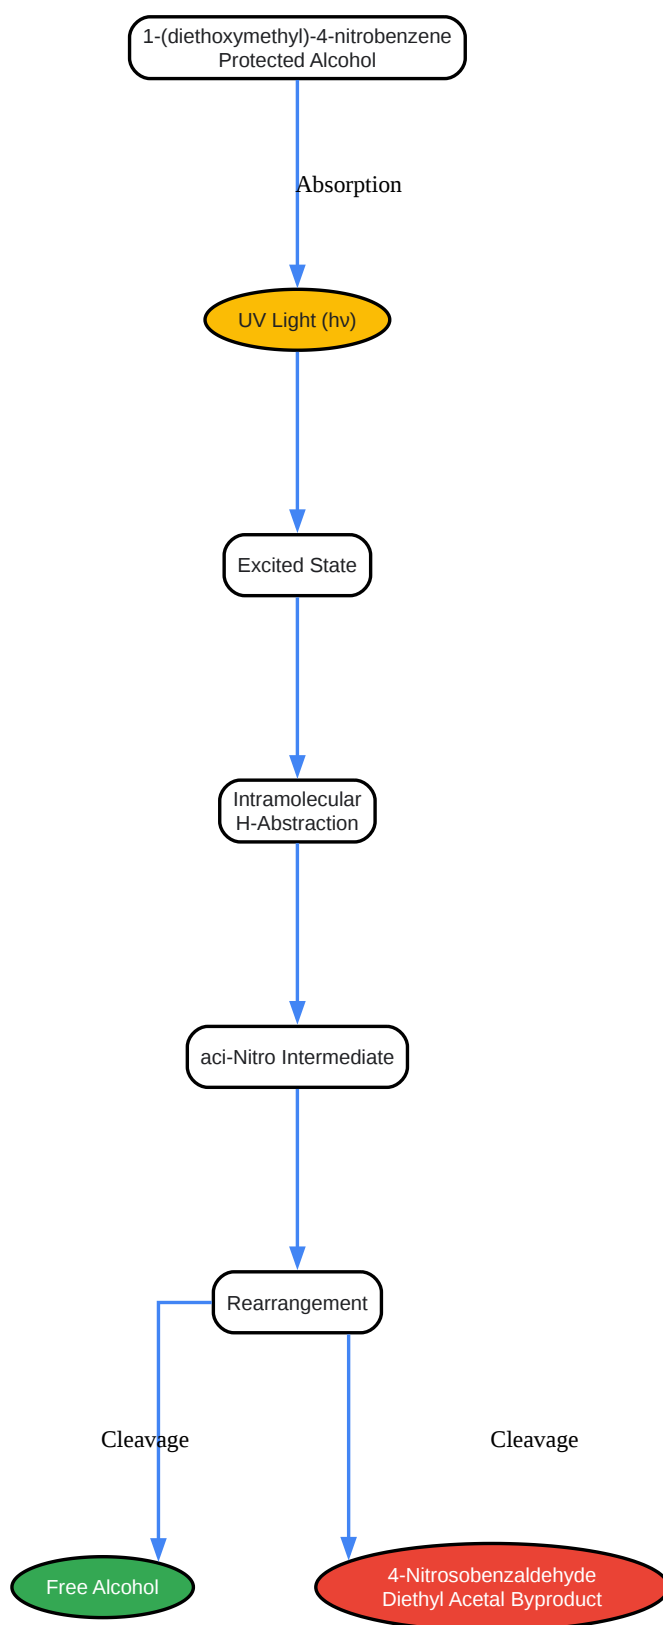 1-(diethoxymethyl)-4-nitrobenzene
Protected Alcohol
Absorption
UV Light (hν)
Excited State
Intramolecular
H-Abstraction
aci-Nitro Intermediate
Rearrangement
Cleavage
Cleavage
Free Alcohol
4-Nitrosobenzaldehyde
Diethyl Acetal Byproduct